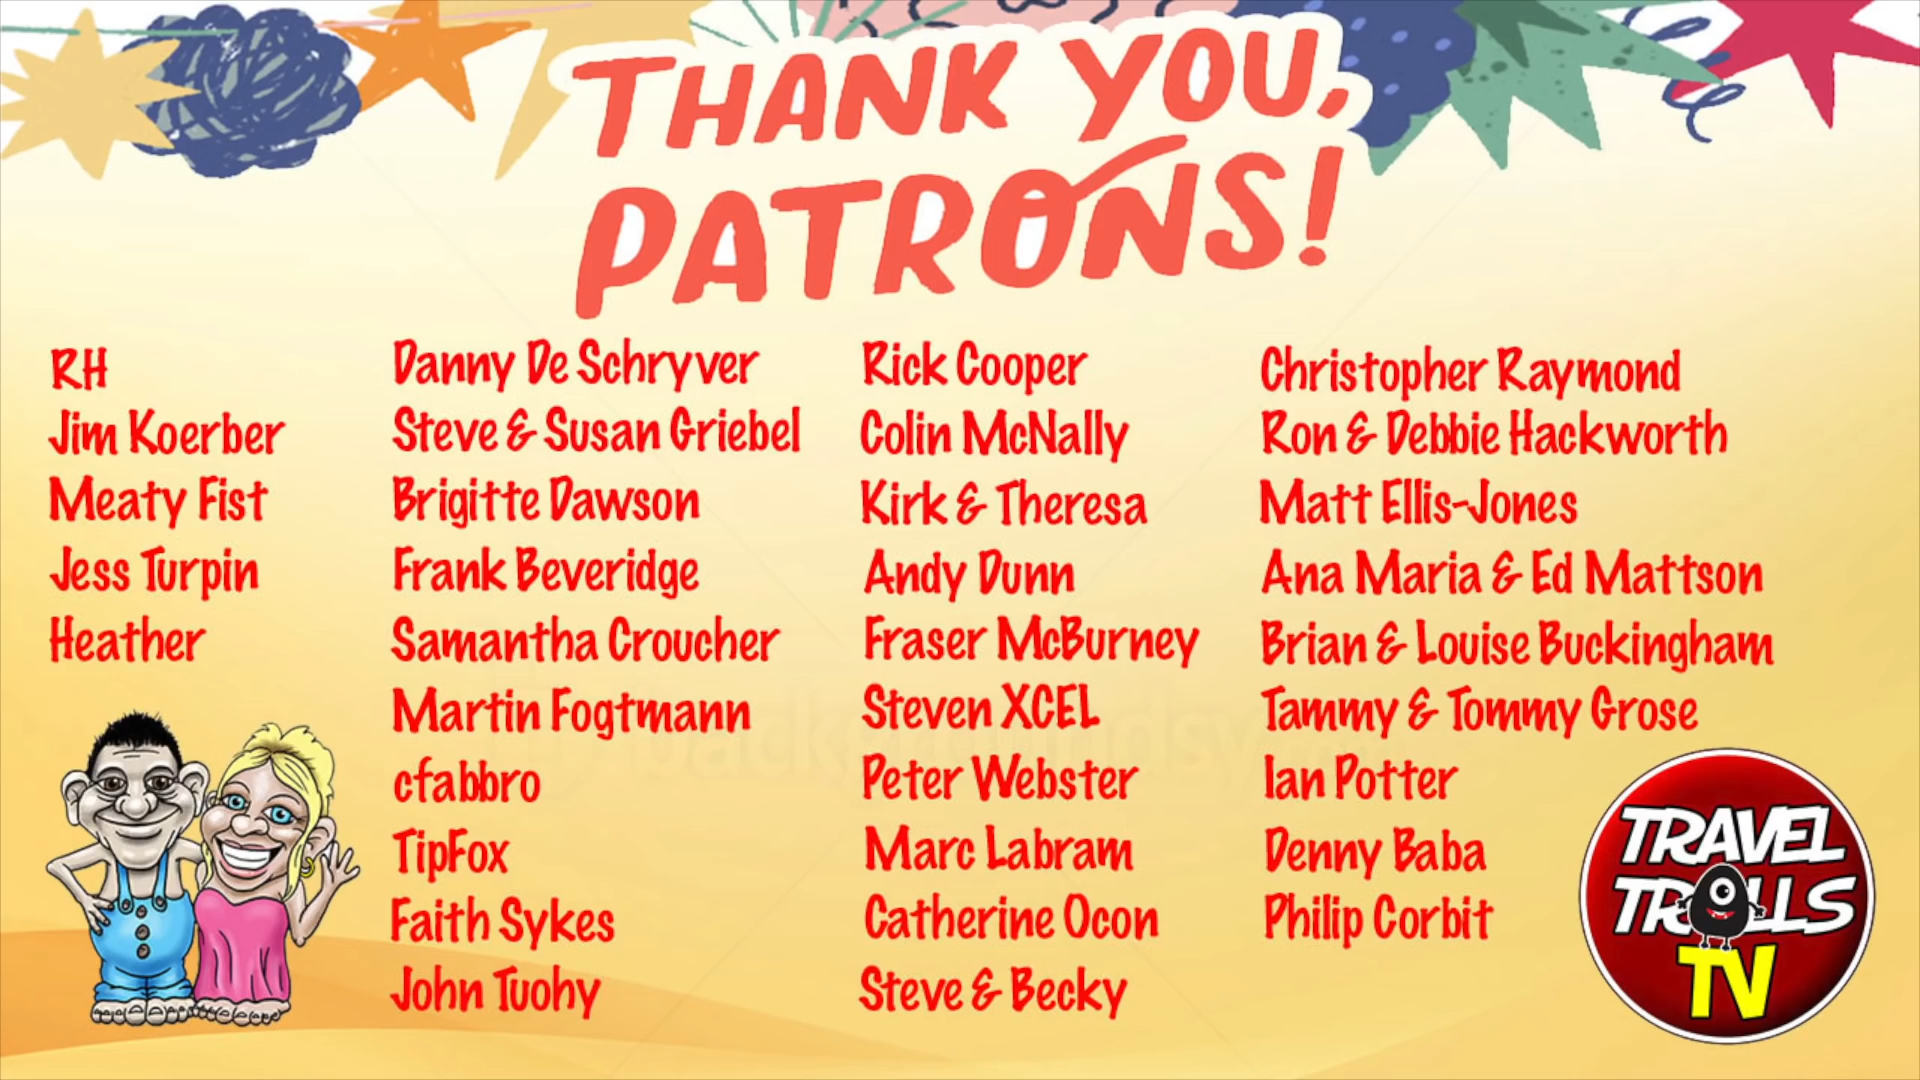 THANK YOU,
PATRONS!
RH
Jim Koerber
Meaty Fist
Jess Turpin
Heather
Danny De Schryver
Steve & Susan Griebel
Brigitte Dawson
Frank Beveridge
Samantha Croucher
Martin Fogtmann
cfabbro
TipFox
Faith Sykes
John Tuohy
Rick Cooper
Colin McNally
Kirk & Theresa
Andy Dunn
Fraser McBurney
Steven XCEL
Peter Webster
Marc Labram
Catherine Ocon
Steve & Becky
Christopher Raymond
Ron & Debbie Hackworth
Matt Ellis-Jones
Ana Maria & Ed Mattson
Brian & Louise Buckingham
Tammy & Tommy Grose
Ian Potter
Denny Baba
Philip Corbit
TRAVEL
TROLLS
TV